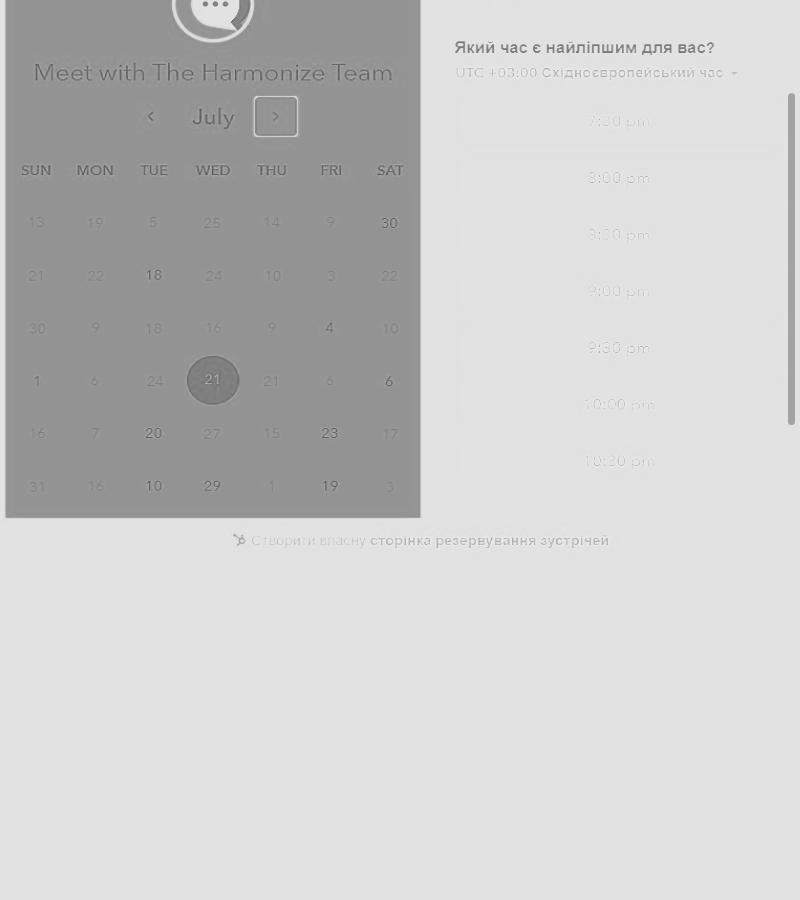 Meet with The Harmonize Team
July
SUN MON TUE WED THU FRI SAT
13 19 5 25 14 9 30
21 22 18 24 10 3 22
30 9 18 16 9 4 10
1 6 24 21 21 6 6
16 7 20 27 15 23 17
31 16 10 29 1 19 3
Який час є найліпшим для вас?
UTC +03:00 Східноєвропейський час
7:30 pm
8:00 pm
8:30 pm
9:00 pm
9:30 pm
10:00 pm
10:30 pm
Створити власну сторінка резервування зустрічей